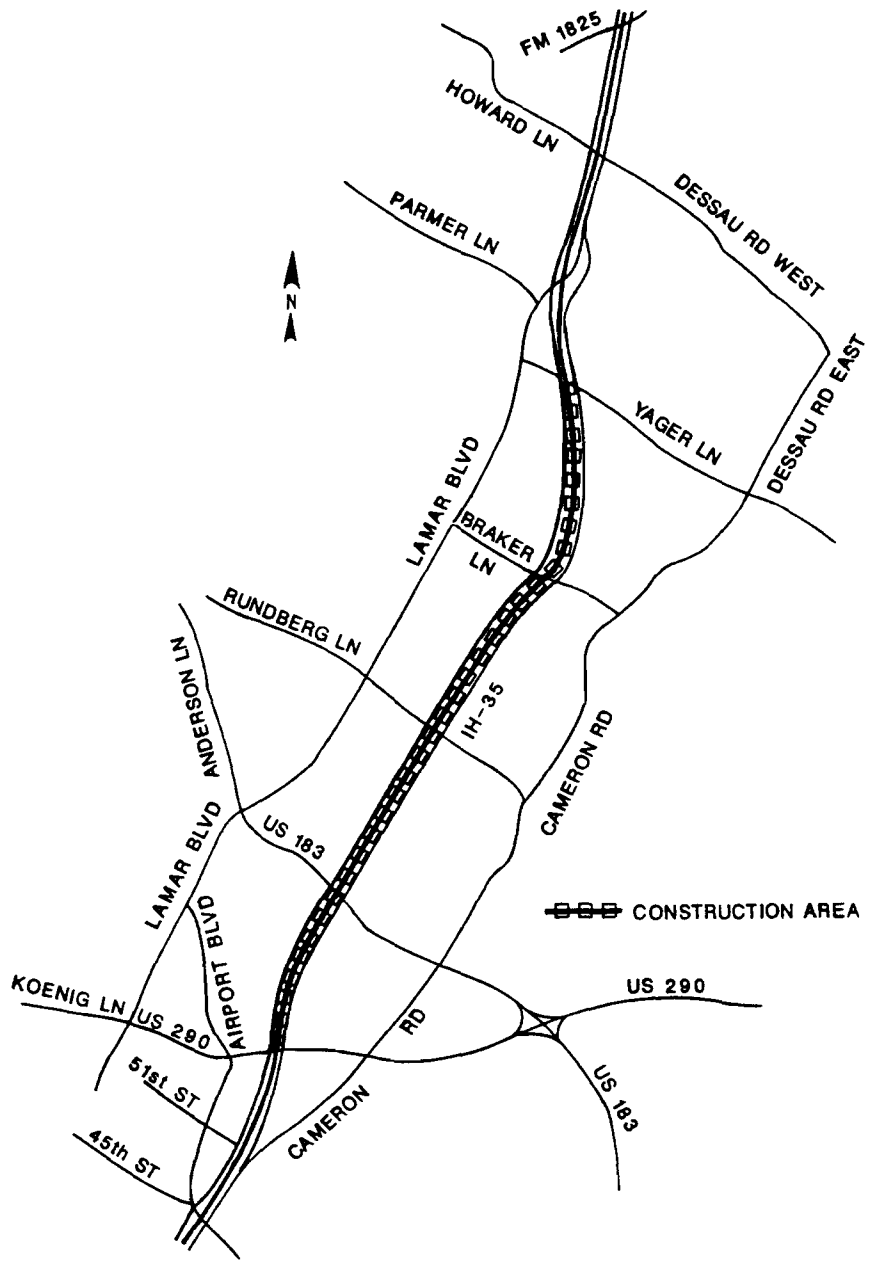 FM 1825
HOWARD LN
DESSAU RD WEST
PARMER LN
N
DESSAU RD EAST
YAGER LN
LAMAR BLVD
BRAKER
LN
RUNDBERG LN
ANDERSON LN
IH-35
CAMERON RD
LAMAR BLVD
US 183
CONSTRUCTION AREA
AIRPORT BLVD
KOENIG LN
US 290
US 290
RD
51st ST
CAMERON
US 183
45th ST